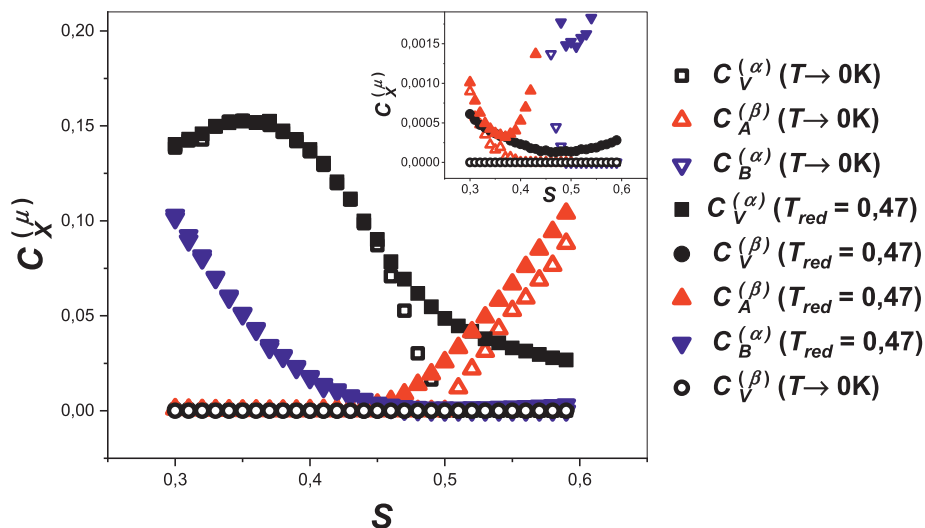 0,20
0,15
0,10
0,05
0,00
C_X^(μ)
0,3
0,4
0,5
0,6
S
0,0015
0,0010
0,0005
0,0000
C_X^(μ)
0,3
0,4
0,5
0,6
S
C_V^(α) (T→ 0K)
C_A^(β) (T→ 0K)
C_B^(α) (T→ 0K)
C_V^(α) (T_red = 0,47)
C_V^(β) (T_red = 0,47)
C_A^(β) (T_red = 0,47)
C_B^(α) (T_red = 0,47)
C_V^(β) (T→ 0K)